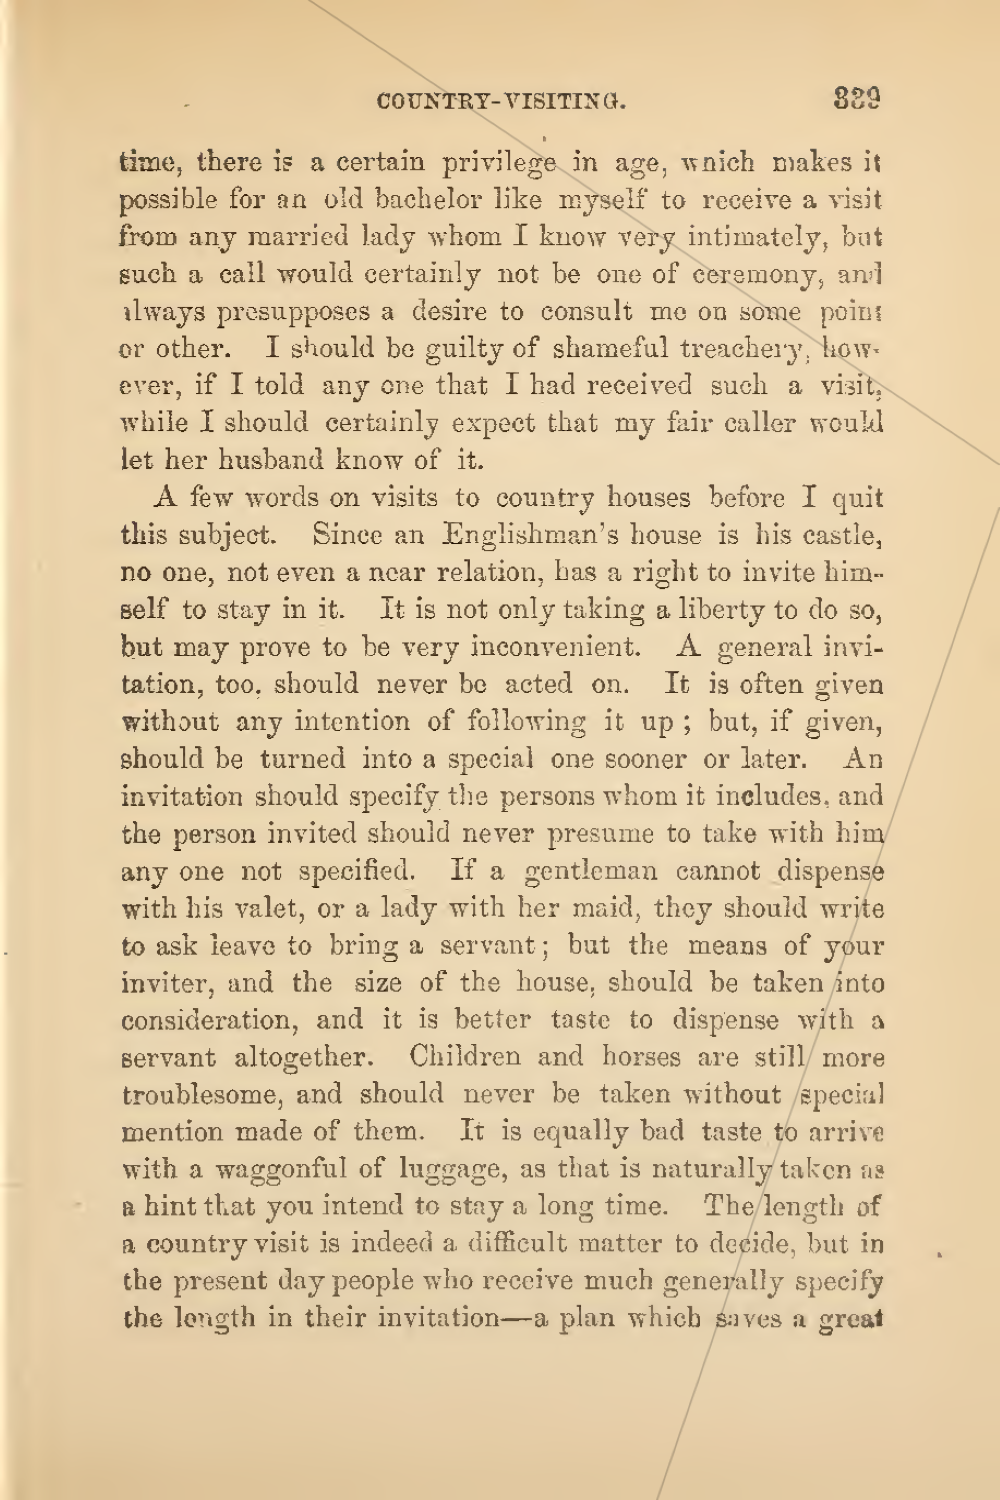 COUNTRY-VISITING. 339
time, there is a certain privilege in age, which makes it
possible for an old bachelor like myself to receive a visit
from any married lady whom I know very intimately, but
such a call would certainly not be one of ceremony, and
always presupposes a desire to consult me on some point
or other. I should be guilty of shameful treachery, how-
ever, if I told any one that I had received such a visit,
while I should certainly expect that my fair caller would
let her husband know of it.
A few words on visits to country houses before I quit
this subject. Since an Englishman's house is his castle,
no one, not even a near relation, has a right to invite him-
self to stay in it. It is not only taking a liberty to do so,
but may prove to be very inconvenient. A general invi-
tation, too, should never be acted on. It is often given
without any intention of following it up ; but, if given,
should be turned into a special one sooner or later. An
invitation should specify the persons whom it includes, and
the person invited should never presume to take with him
any one not specified. If a gentleman cannot dispense
with his valet, or a lady with her maid, they should write
to ask leave to bring a servant ; but the means of your
inviter, and the size of the house, should be taken into
consideration, and it is better taste to dispense with a
servant altogether. Children and horses are still more
troublesome, and should never be taken without special
mention made of them. It is equally bad taste to arrive
with a waggonful of luggage, as that is naturally taken as
a hint that you intend to stay a long time. The length of
a country visit is indeed a difficult matter to decide, but in
the present day people who receive much generally specify
the length in their invitation—a plan which saves a great